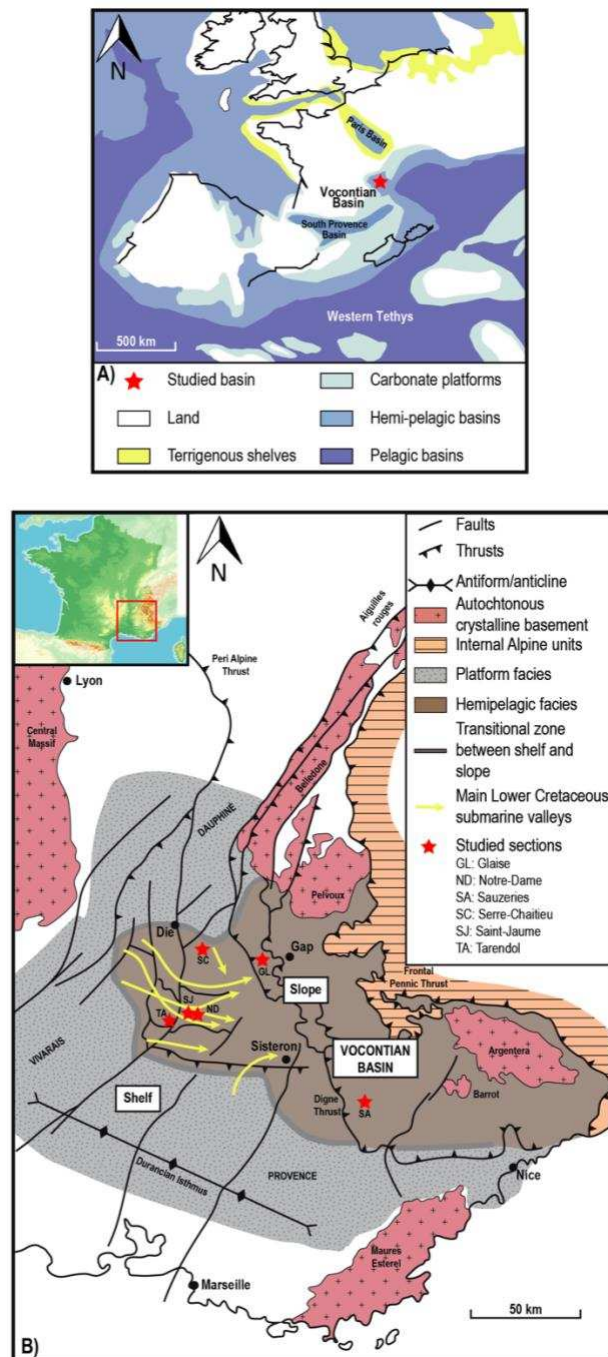 N
Paris Basin
Vocontian
Basin
South Provence
Basin
Western Tethys
500 km
A)
Studied basin
Carbonate platforms
Land
Hemi-pelagic basins
Terrigenous shelves
Pelagic basins
N
Faults
Thrusts
Antiform/anticline
Autochtonous
crystalline basement
Internal Alpine units
Platform facies
Hemipelagic facies
Transitional zone
between shelf and
slope
Main Lower Cretaceous
submarine valleys
Studied sections
GL: Glaise
ND: Notre-Dame
SA: Sauzeries
SC: Serre-Chaitieu
SJ: Saint-Jaume
TA: Tarendol
Aiguilles
rouges
Peri Alpine
Thrust
Lyon
Central
Massif
Belledone
DAUPHINÉ
Pelvoux
Die
SC
Gap
GL
Slope
Frontal
Pennic Thrust
SJ
TA
ND
VOCONTIAN
BASIN
Argentera
Sisteron
VIVARAIS
Barrot
Shelf
Digne
Thrust
SA
Durancian Isthmus
PROVENCE
Nice
Maures
Esterel
Marseille
50 km
B)